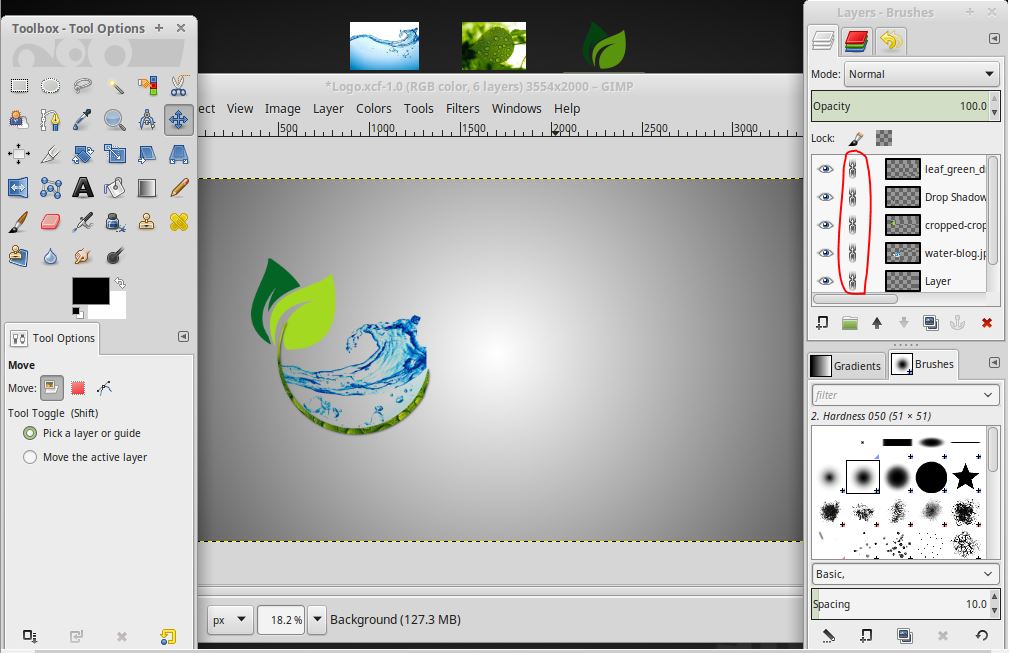 Toolbox - Tool Options
Tool Options
Move
Move:
Tool Toggle (Shift)
Pick a layer or guide
Move the active layer
*Logo.xcf-1.0 (RGB color, 6 layers) 3554x2000 – GIMP
ect View Image Layer Colors Tools Filters Windows Help
500 1000 1500 2000 2500 3000
px 18.2 % Background (127.3 MB)
Layers - Brushes
Mode: Normal
Opacity 100.0
Lock:
leaf_green_d
Drop Shadow
cropped-crop
water-blog.jp
Layer
Gradients Brushes
filter
2. Hardness 050 (51 × 51)
Basic,
Spacing 10.0